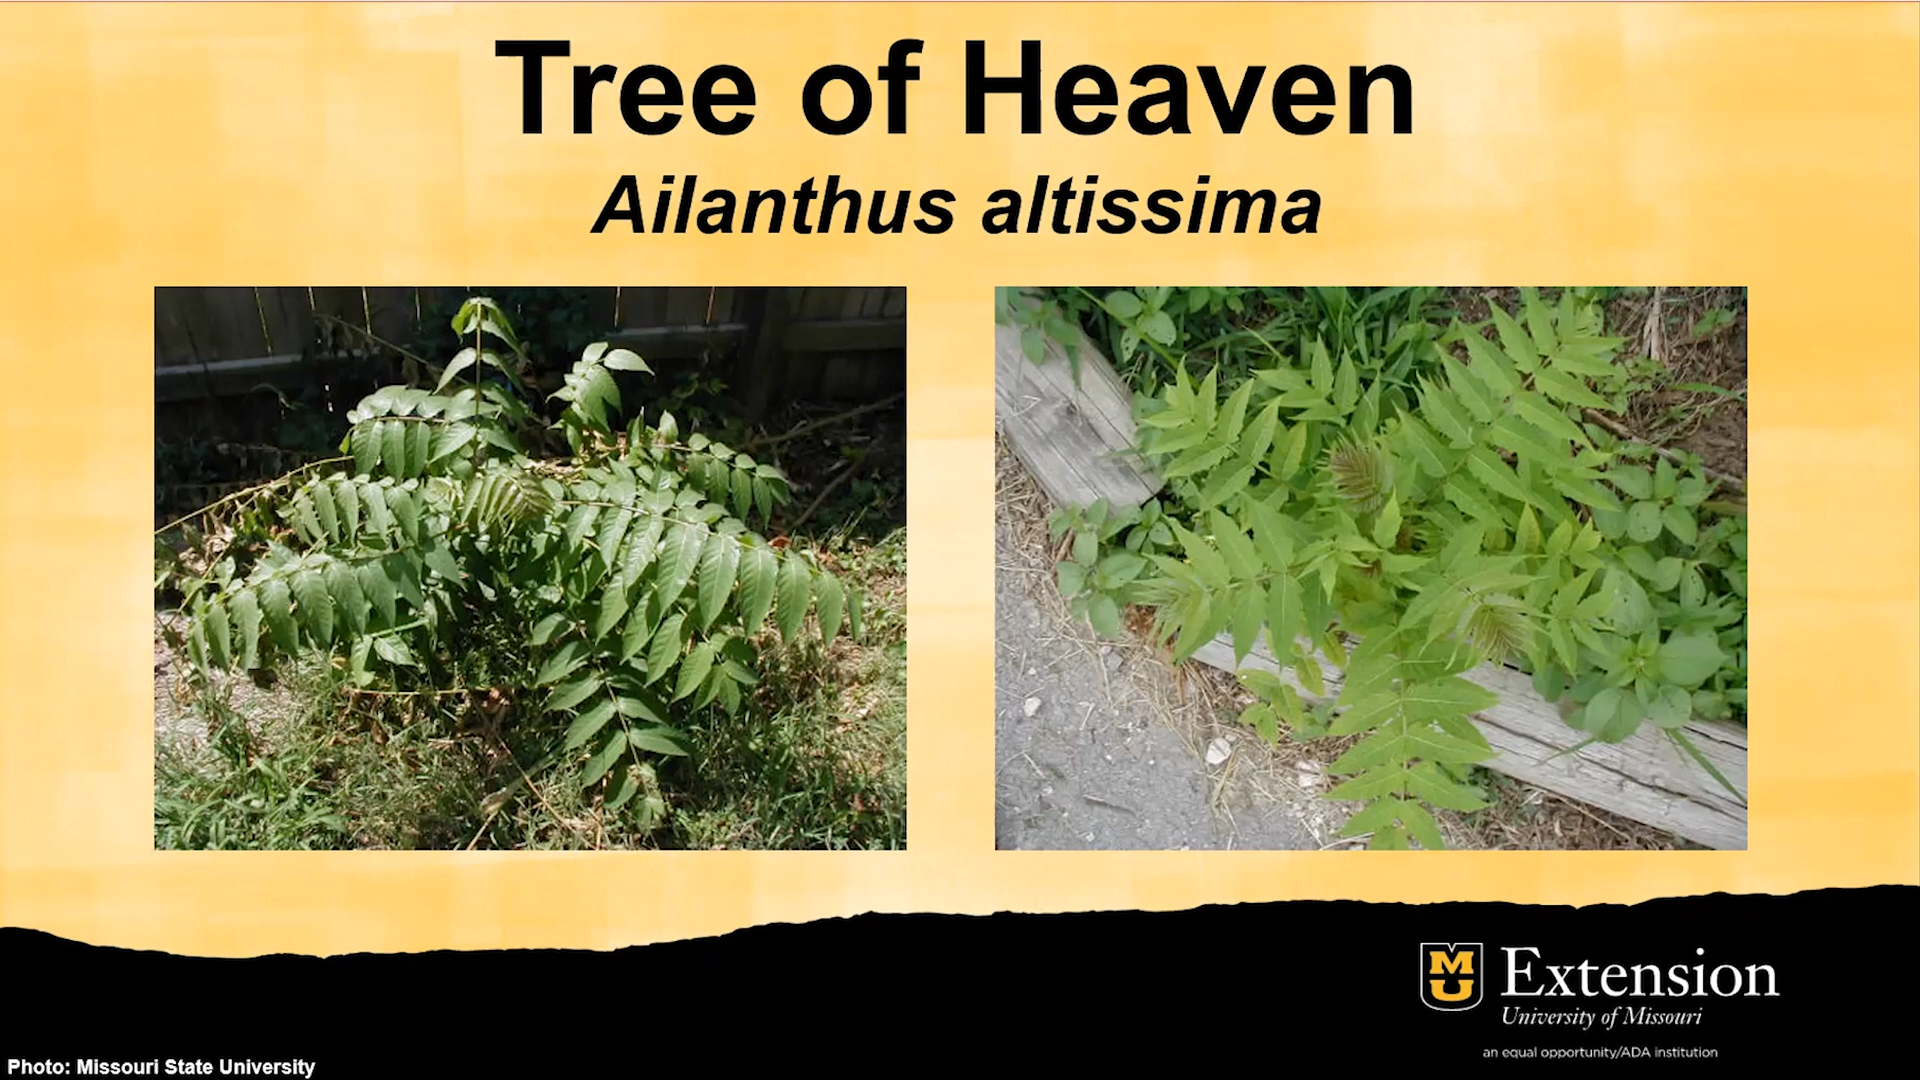 Tree of Heaven
Ailanthus altissima
MU
Extension
University of Missouri
an equal opportunity/ADA institution
Photo: Missouri State University